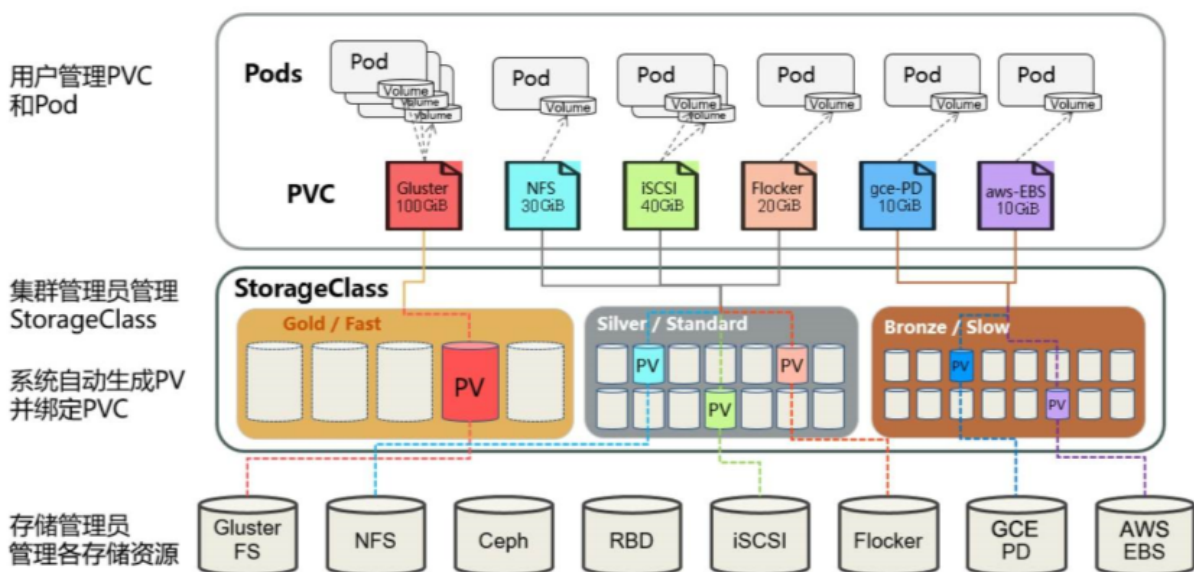 用户管理PVC
和Pod
Pods
Pod
Volume
Volume
Volume
Pod
Volume
Pod
Volume
Volume
Pod
Volume
Pod
Volume
Pod
Volume
PVC
Gluster
100GiB
NFS
30GiB
iSCSI
40GiB
Flocker
20GiB
gce-PD
10GiB
aws-EBS
10GiB
集群管理员管理
StorageClass
StorageClass
Gold / Fast
Silver / Standard
Bronze / Slow
系统自动生成PV
并绑定PVC
PV
PV
PV
PV
PV
PV
存储管理员
管理各存储资源
Gluster
FS
NFS
Ceph
RBD
iSCSI
Flocker
GCE
PD
AWS
EBS